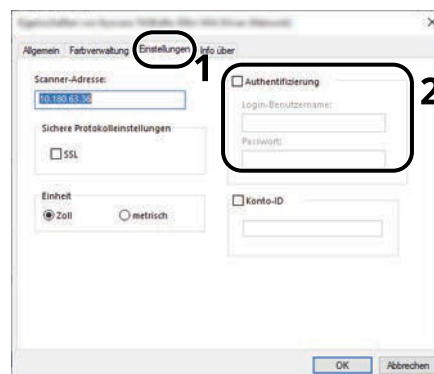 Allgemein Farbverwaltung Einstellungen Info über
1
2
Scanner-Adresse:
10.180.63.36
Sichere Protokolleinstellungen
SSL
Einheit
Zoll metrisch
Authentifizierung
Login-Benutzername:
Passwort:
Konto-ID
OK Abbrechen